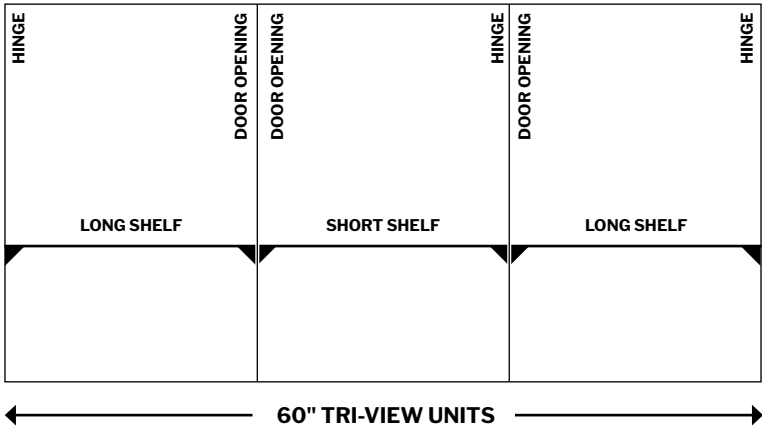 HINGE
DOOR OPENING
DOOR OPENING
HINGE
DOOR OPENING
HINGE
LONG SHELF
SHORT SHELF
LONG SHELF
60" TRI-VIEW UNITS